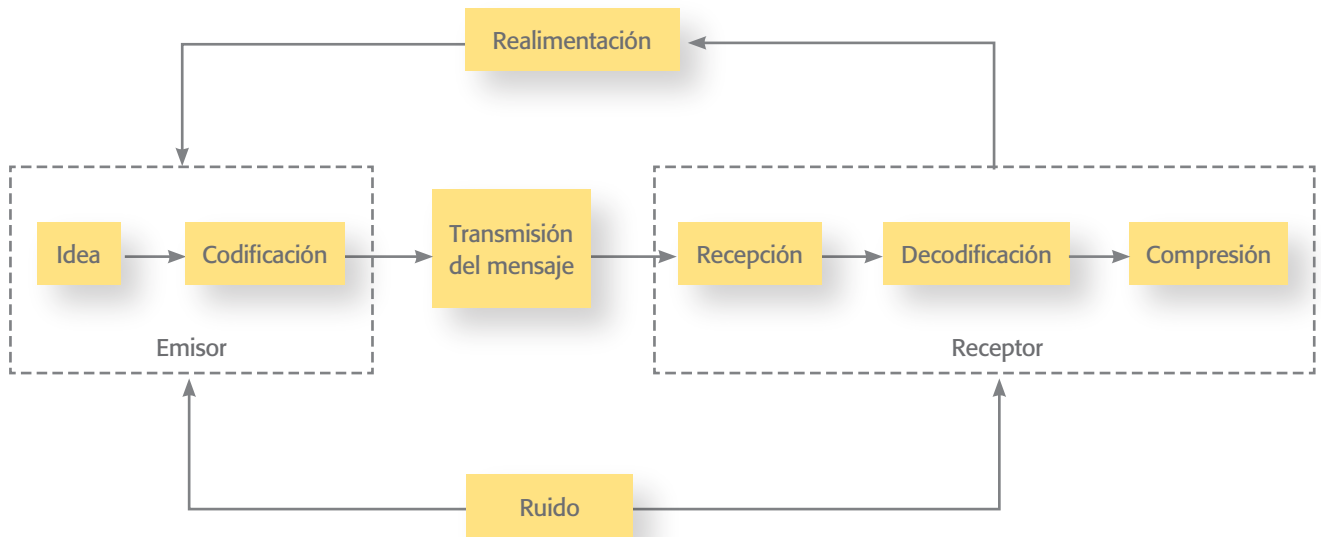 Realimentación
Idea
Codificación
Emisor
Transmisión
del mensaje
Recepción
Decodificación
Compresión
Receptor
Ruido